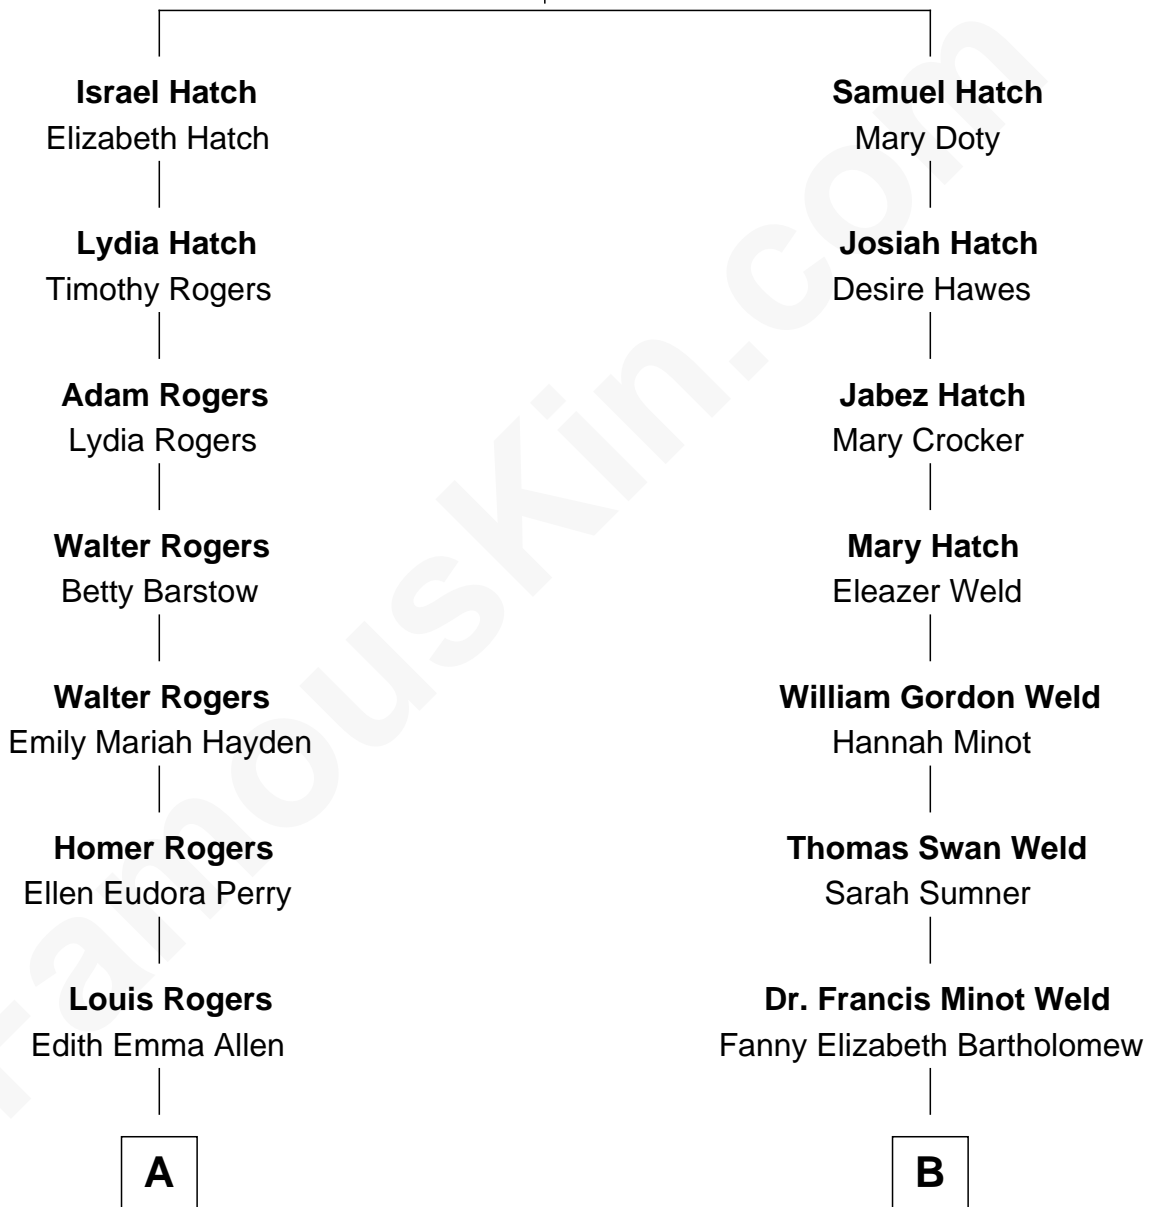 Israel Hatch
Elizabeth Hatch
Lydia Hatch
Timothy Rogers
Adam Rogers
Lydia Rogers
Walter Rogers
Betty Barstow
Walter Rogers
Emily Mariah Hayden
Homer Rogers
Ellen Eudora Perry
Louis Rogers
Edith Emma Allen
A
Samuel Hatch
Mary Doty
Josiah Hatch
Desire Hawes
Jabez Hatch
Mary Crocker
Mary Hatch
Eleazer Weld
William Gordon Weld
Hannah Minot
Thomas Swan Weld
Sarah Sumner
Dr. Francis Minot Weld
Fanny Elizabeth Bartholomew
B
FamousKin.com